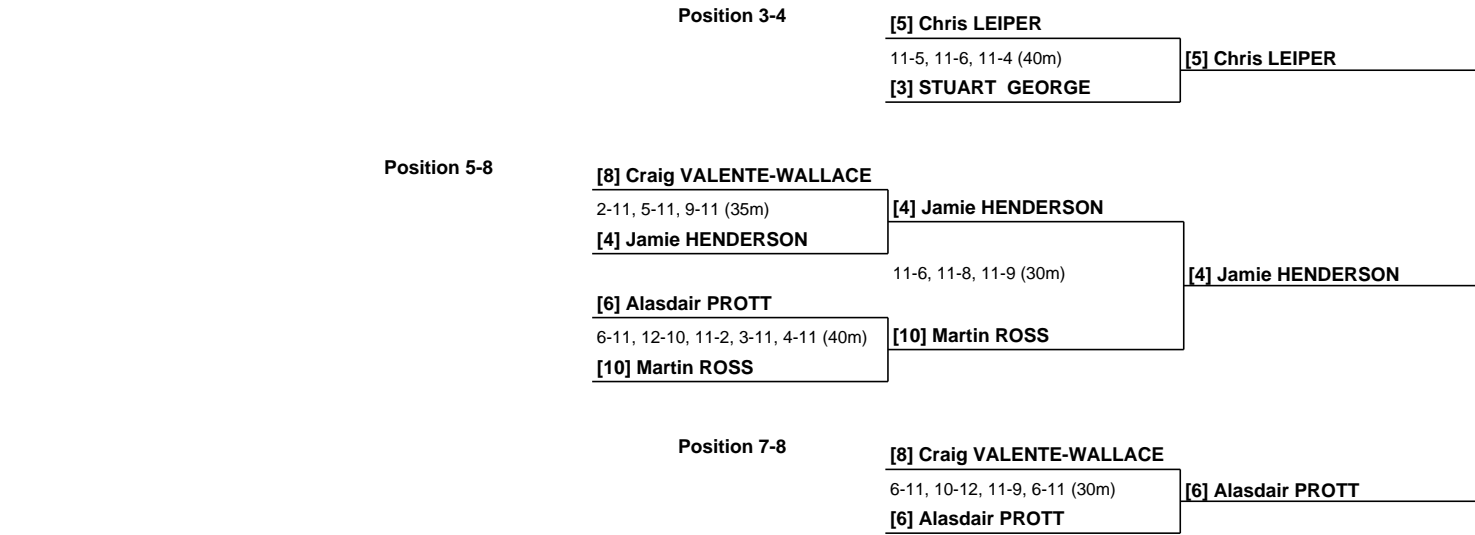 Position 3-4
[5] Chris LEIPER
11-5, 11-6, 11-4 (40m)
[5] Chris LEIPER
[3] STUART  GEORGE
Position 5-8
[8] Craig VALENTE-WALLACE
2-11, 5-11, 9-11 (35m)
[4] Jamie HENDERSON
[4] Jamie HENDERSON
11-6, 11-8, 11-9 (30m)
[4] Jamie HENDERSON
[6] Alasdair PROTT
6-11, 12-10, 11-2, 3-11, 4-11 (40m)
[10] Martin ROSS
[10] Martin ROSS
Position 7-8
[8] Craig VALENTE-WALLACE
6-11, 10-12, 11-9, 6-11 (30m)
[6] Alasdair PROTT
[6] Alasdair PROTT